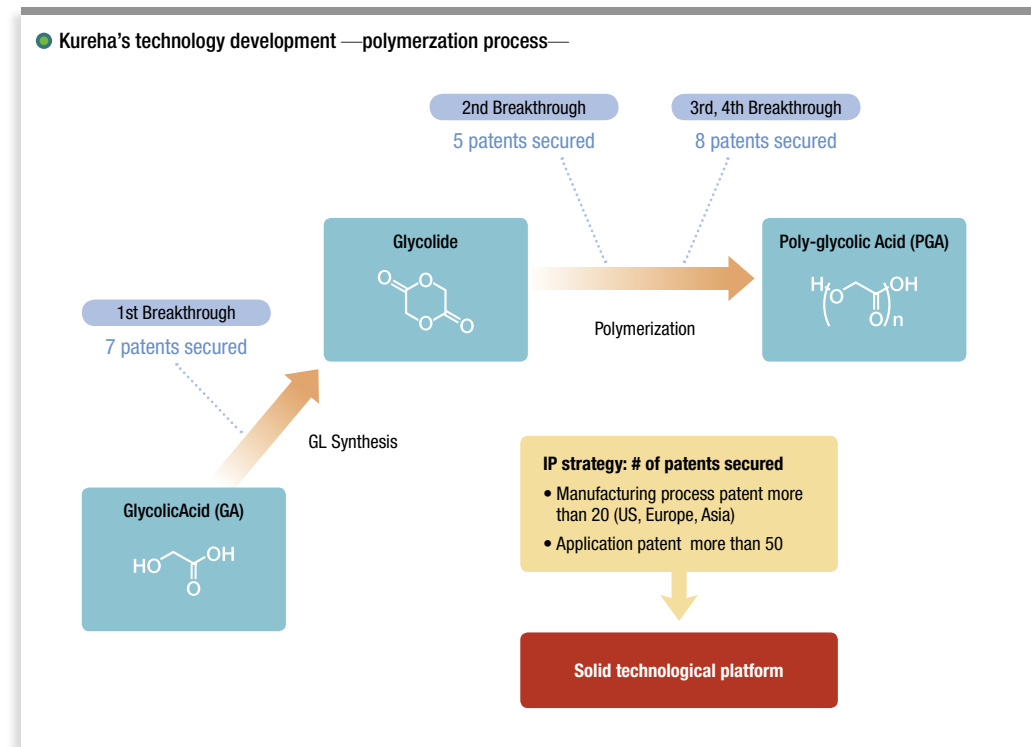 Kureha's technology development —polymerzation process—
2nd Breakthrough
5 patents secured
3rd, 4th Breakthrough
8 patents secured
Glycolide
O
O
O
O
Polymerization
Poly-glycolic Acid (PGA)
H
O
O
OH
n
1st Breakthrough
7 patents secured
GL Synthesis
GlycolicAcid (GA)
HO
OH
O
IP strategy: # of patents secured
• Manufacturing process patent more
than 20 (US, Europe, Asia)
• Application patent more than 50
Solid technological platform